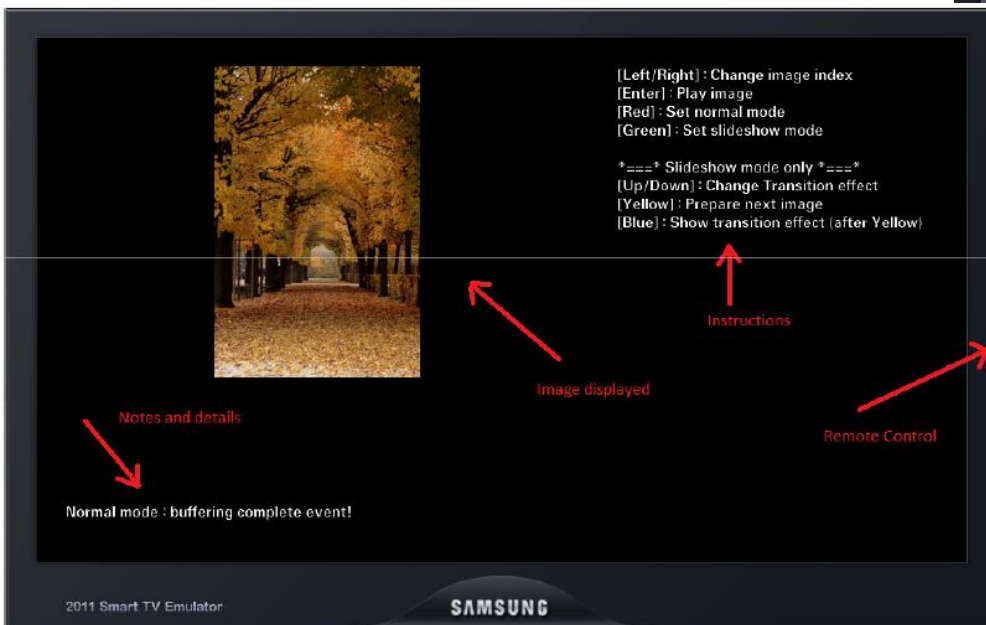 [Left/Right] : Change image index
[Enter] : Play image
[Red] : Set normal mode
[Green] : Set slideshow mode
*===* Slideshow mode only *===*
[Up/Down] : Change Transition effect
[Yellow] : Prepare next image
[Blue] : Show transition effect (after Yellow)
Instructions
Image displayed
Notes and details
Remote Control
Normal mode : buffering complete event!
2011 Smart TV Emulator
SAMSUNG